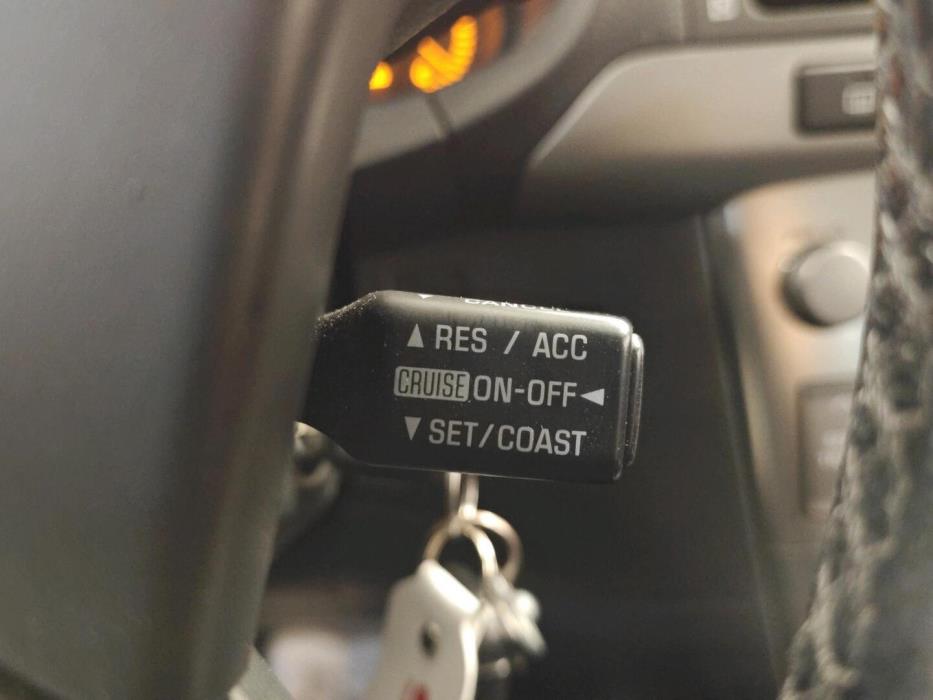 ▲ RES / ACC
CRUISE ON-OFF ◄
▼ SET/COAST